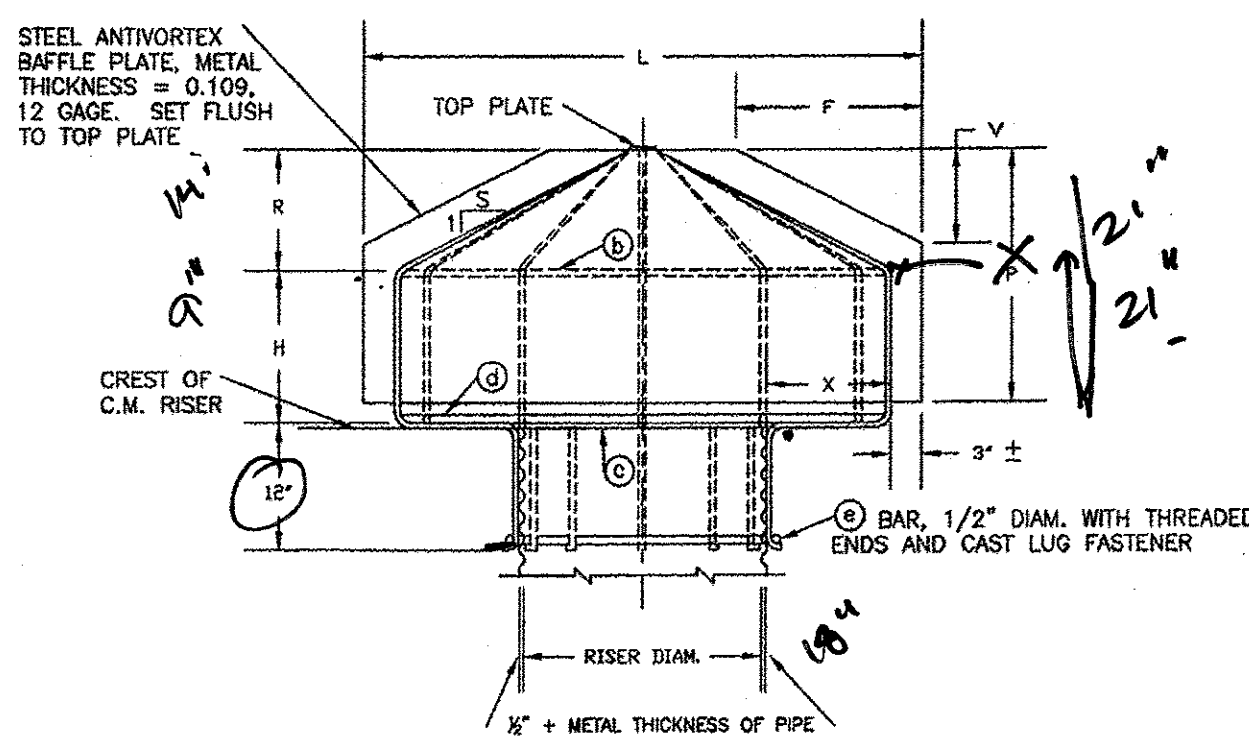 STEEL ANTIVORTEX
BAFFLE PLATE, METAL
THICKNESS = 0.109,
12 GAGE. SET FLUSH
TO TOP PLATE
L
TOP PLATE
F
V
R
S
1
b
P
21"
21"
9"
H
CREST OF
C.M. RISER
d
X
c
3" ±
12"
e BAR, 1/2" DIAM. WITH THREADED
ENDS AND CAST LUG FASTENER
18"
RISER DIAM.
½" + METAL THICKNESS OF PIPE